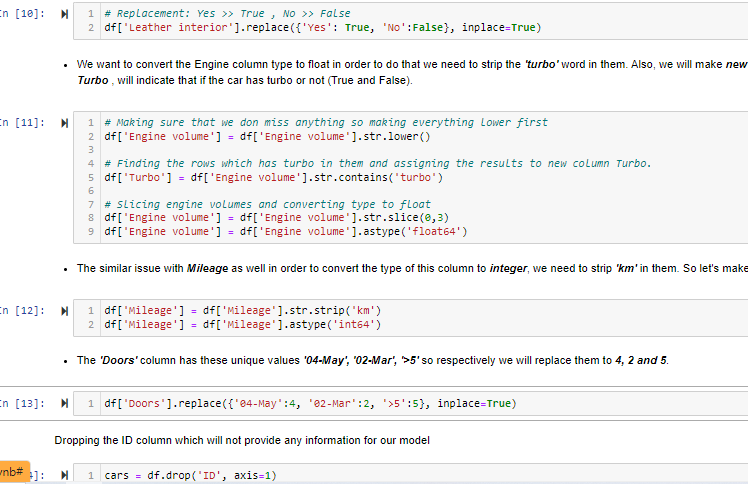 In [10]:
1 # Replacement: Yes >> True , No >> False
2 df['Leather interior'].replace({'Yes': True, 'No':False}, inplace=True)
We want to convert the Engine column type to float in order to do that we need to strip the 'turbo' word in them. Also, we will make new
Turbo , will indicate that if the car has turbo or not (True and False).
In [11]:
1 # Making sure that we don miss anything so making everything lower first
2 df['Engine volume'] = df['Engine volume'].str.lower()
3
4 # Finding the rows which has turbo in them and assigning the results to new column Turbo.
5 df['Turbo'] = df['Engine volume'].str.contains('turbo')
6
7 # Slicing engine volumes and converting type to float
8 df['Engine volume'] = df['Engine volume'].str.slice(0,3)
9 df['Engine volume'] = df['Engine volume'].astype('float64')
The similar issue with Mileage as well in order to convert the type of this column to integer, we need to strip 'km' in them. So let's make
In [12]:
1 df['Mileage'] = df['Mileage'].str.strip('km')
2 df['Mileage'] = df['Mileage'].astype('int64')
The 'Doors' column has these unique values '04-May', '02-Mar', '>5' so respectively we will replace them to 4, 2 and 5.
In [13]:
1 df['Doors'].replace({'04-May':4, '02-Mar':2, '>5':5}, inplace=True)
Dropping the ID column which will not provide any information for our model
ynb# 4]:
1 cars = df.drop('ID', axis=1)